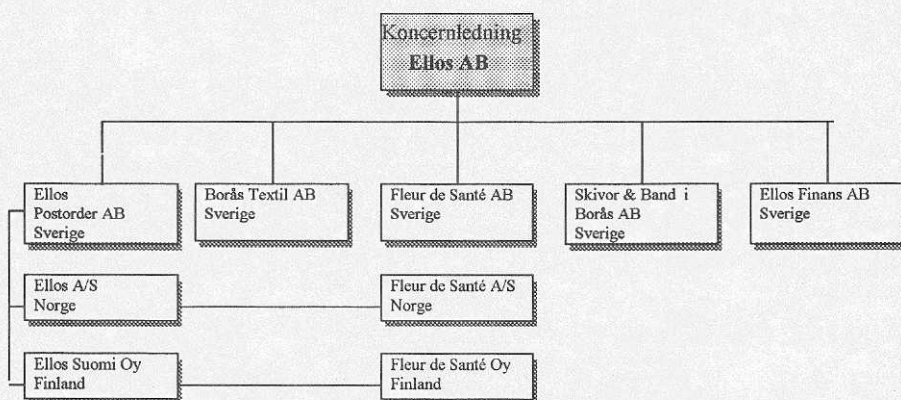 Koncernledning
Ellos AB
Ellos
Postorder AB
Sverige
Borås Textil AB
Sverige
Fleur de Santé AB
Sverige
Skivor & Band i
Borås AB
Sverige
Ellos Finans AB
Sverige
Ellos A/S
Norge
Fleur de Santé A/S
Norge
Ellos Suomi Oy
Finland
Fleur de Santé Oy
Finland